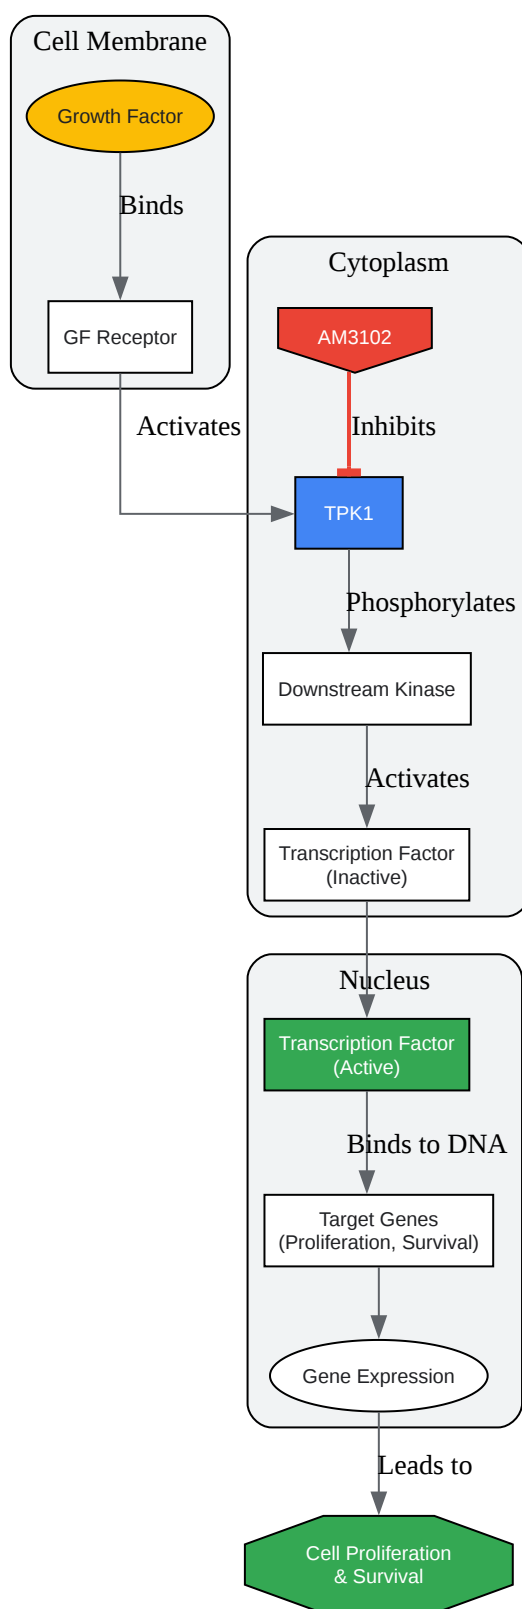 Cell Membrane
Growth Factor
Binds
GF Receptor
Activates
Cytoplasm
AM3102
Inhibits
TPK1
Phosphorylates
Downstream Kinase
Activates
Transcription Factor
(Inactive)
Nucleus
Transcription Factor
(Active)
Binds to DNA
Target Genes
(Proliferation, Survival)
Gene Expression
Leads to
Cell Proliferation
& Survival